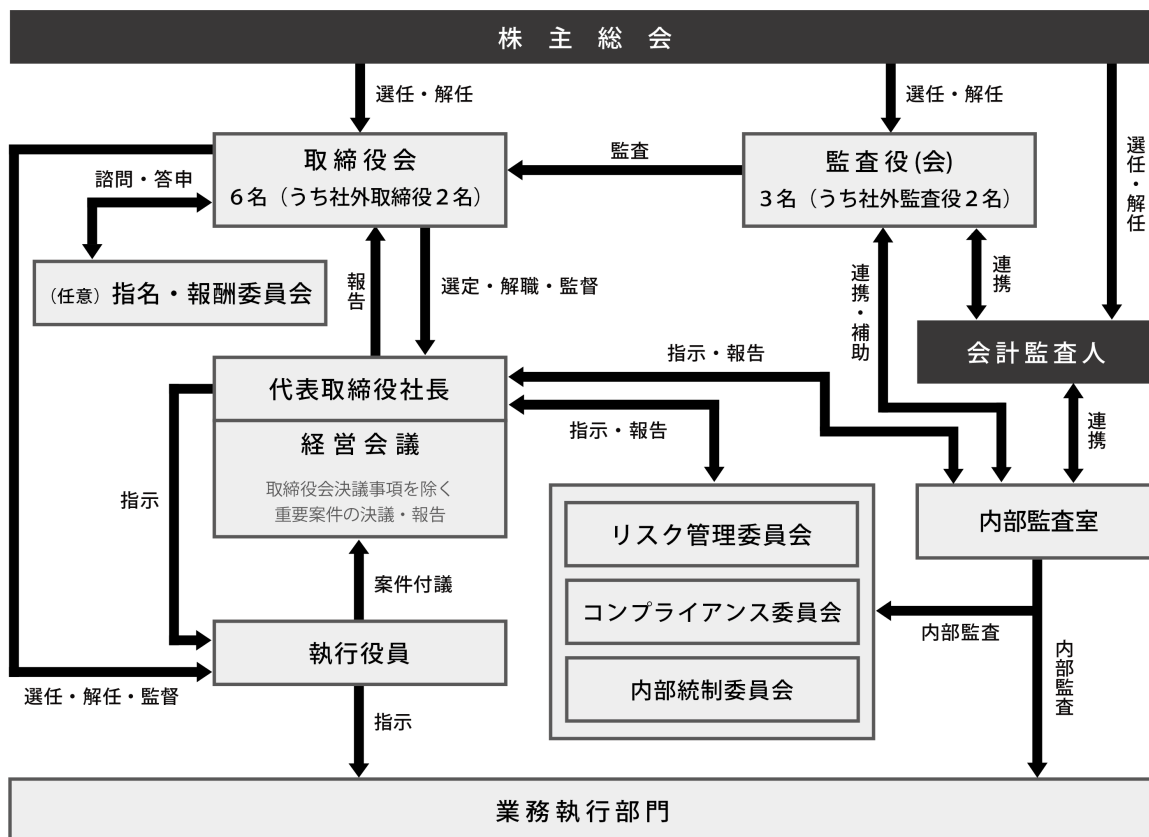 株主総会
選任・解任
選任・解任
選任・解任
取締役会
6名（うち社外取締役2名）
監査
監査役(会)
3名（うち社外監査役2名）
諮問・答申
（任意）指名・報酬委員会
報告
選定・解職・監督
連携・補助
連携
会計監査人
指示・報告
代表取締役社長
指示・報告
連携
経営会議
取締役会決議事項を除く
重要案件の決議・報告
指示
内部監査室
リスク管理委員会
案件付議
コンプライアンス委員会
内部監査
執行役員
内部監査
内部統制委員会
選任・解任・監督
指示
業務執行部門